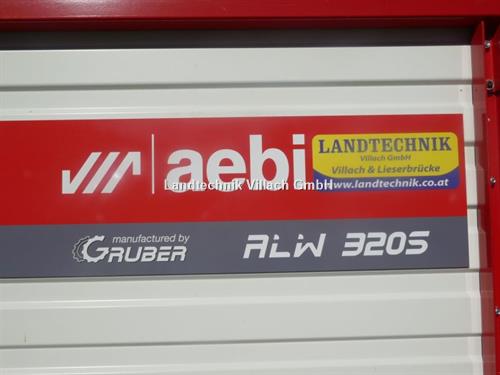 aebi
LANDTECHNIK
Villach GmbH
Villach & Lieserbrücke
www.landtechnik.co.at
Landtechnik Villach GmbH
manufactured by
GRUBER
ALW 320S